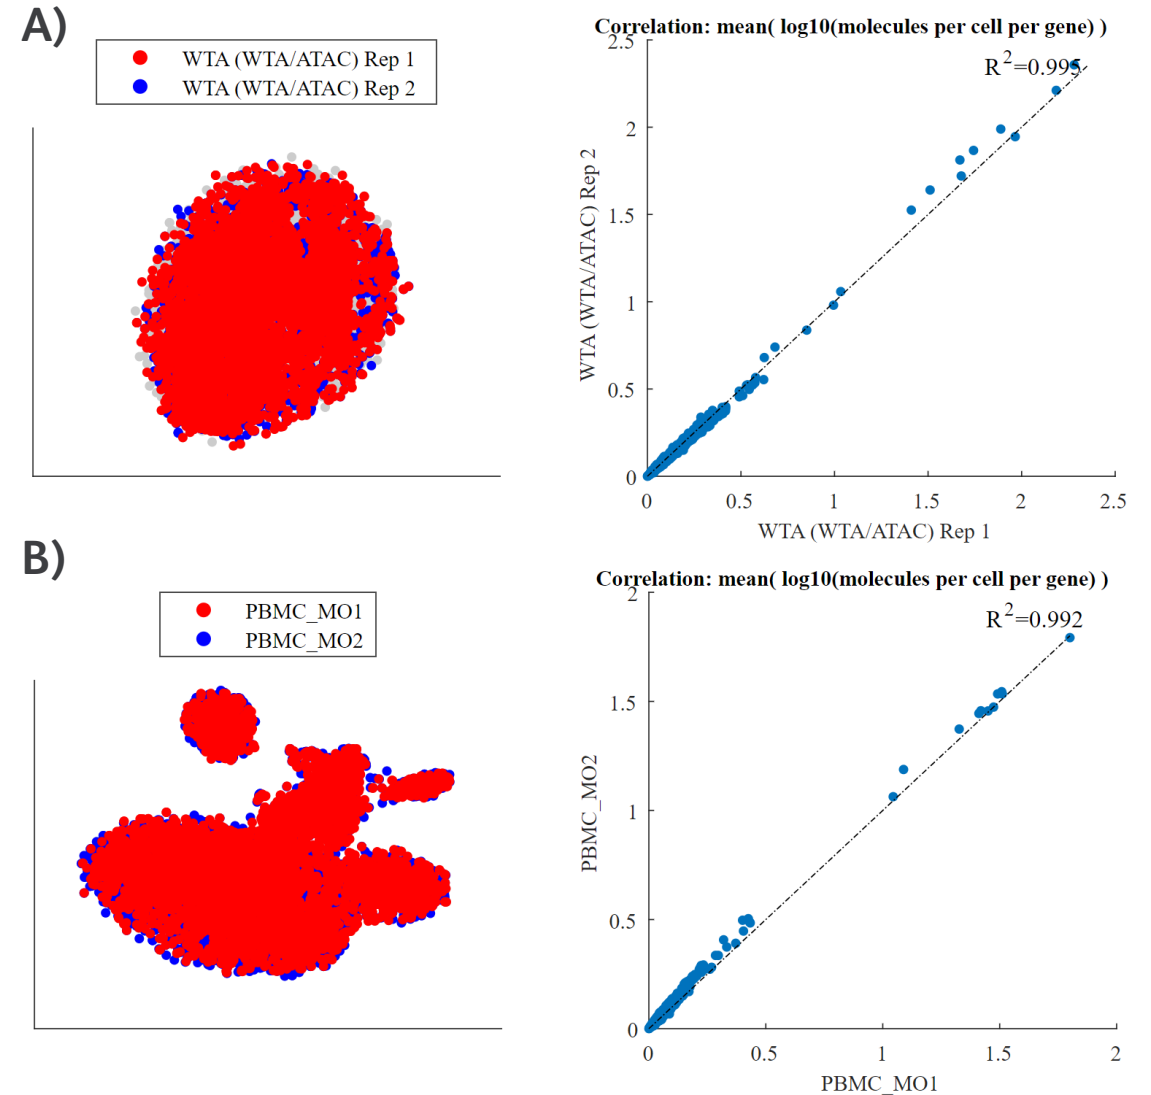 A)
WTA (WTA/ATAC) Rep 1
WTA (WTA/ATAC) Rep 2
Correlation: mean( log10(molecules per cell per gene) )
R²=0.995
2.5
2
1.5
1
0.5
0
WTA (WTA/ATAC) Rep 2
0 0.5 1 1.5 2 2.5
WTA (WTA/ATAC) Rep 1
B)
PBMC_MO1
PBMC_MO2
Correlation: mean( log10(molecules per cell per gene) )
R²=0.992
2
1.5
1
0.5
0
PBMC_MO2
0 0.5 1 1.5 2
PBMC_MO1